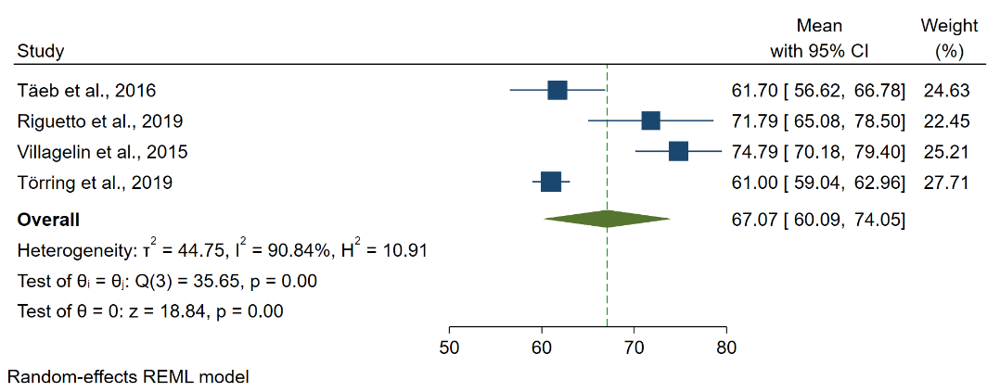 Mean Weight
Study with 95% CI (%)
Täeb et al., 2016 61.70 [ 56.62, 66.78] 24.63
Riguetto et al., 2019 71.79 [ 65.08, 78.50] 22.45
Villagelin et al., 2015 74.79 [ 70.18, 79.40] 25.21
Törring et al., 2019 61.00 [ 59.04, 62.96] 27.71
Overall 67.07 [ 60.09, 74.05]
Heterogeneity: τ² = 44.75, I² = 90.84%, H² = 10.91
Test of θᵢ = θⱼ: Q(3) = 35.65, p = 0.00
Test of θ = 0: z = 18.84, p = 0.00
50 60 70 80
Random-effects REML model